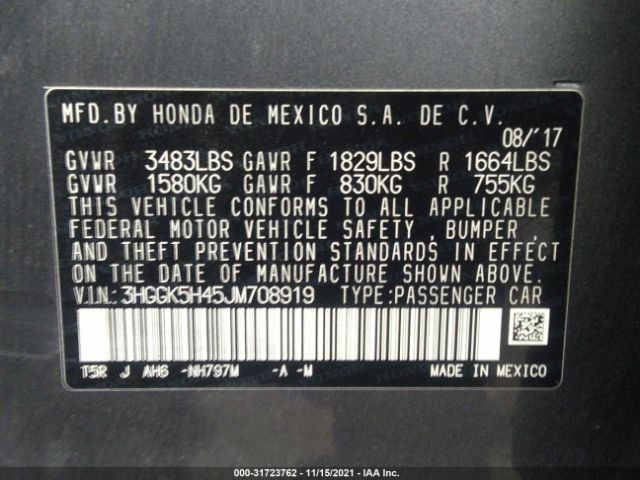 MFD.BY HONDA DE MEXICO S.A. DE C.V.
08/'17
GVWR 3483LBS GAWR F 1829LBS R 1664LBS
GVWR 1580KG GAWR F 830KG R 755KG
THIS VEHICLE CONFORMS TO ALL APPLICABLE
FEDERAL MOTOR VEHICLE SAFETY , BUMPER ,
AND THEFT PREVENTION STANDARDS IN EFFECT
ON THE DATE OF MANUFACTURE SHOWN ABOVE.
V.I.N.:3HGGK5H45JM708919 TYPE:PASSENGER CAR
T5R J AH6 -NH797M -A -M MADE IN MEXICO
000-31723762 - 11/15/2021 - IAA Inc.